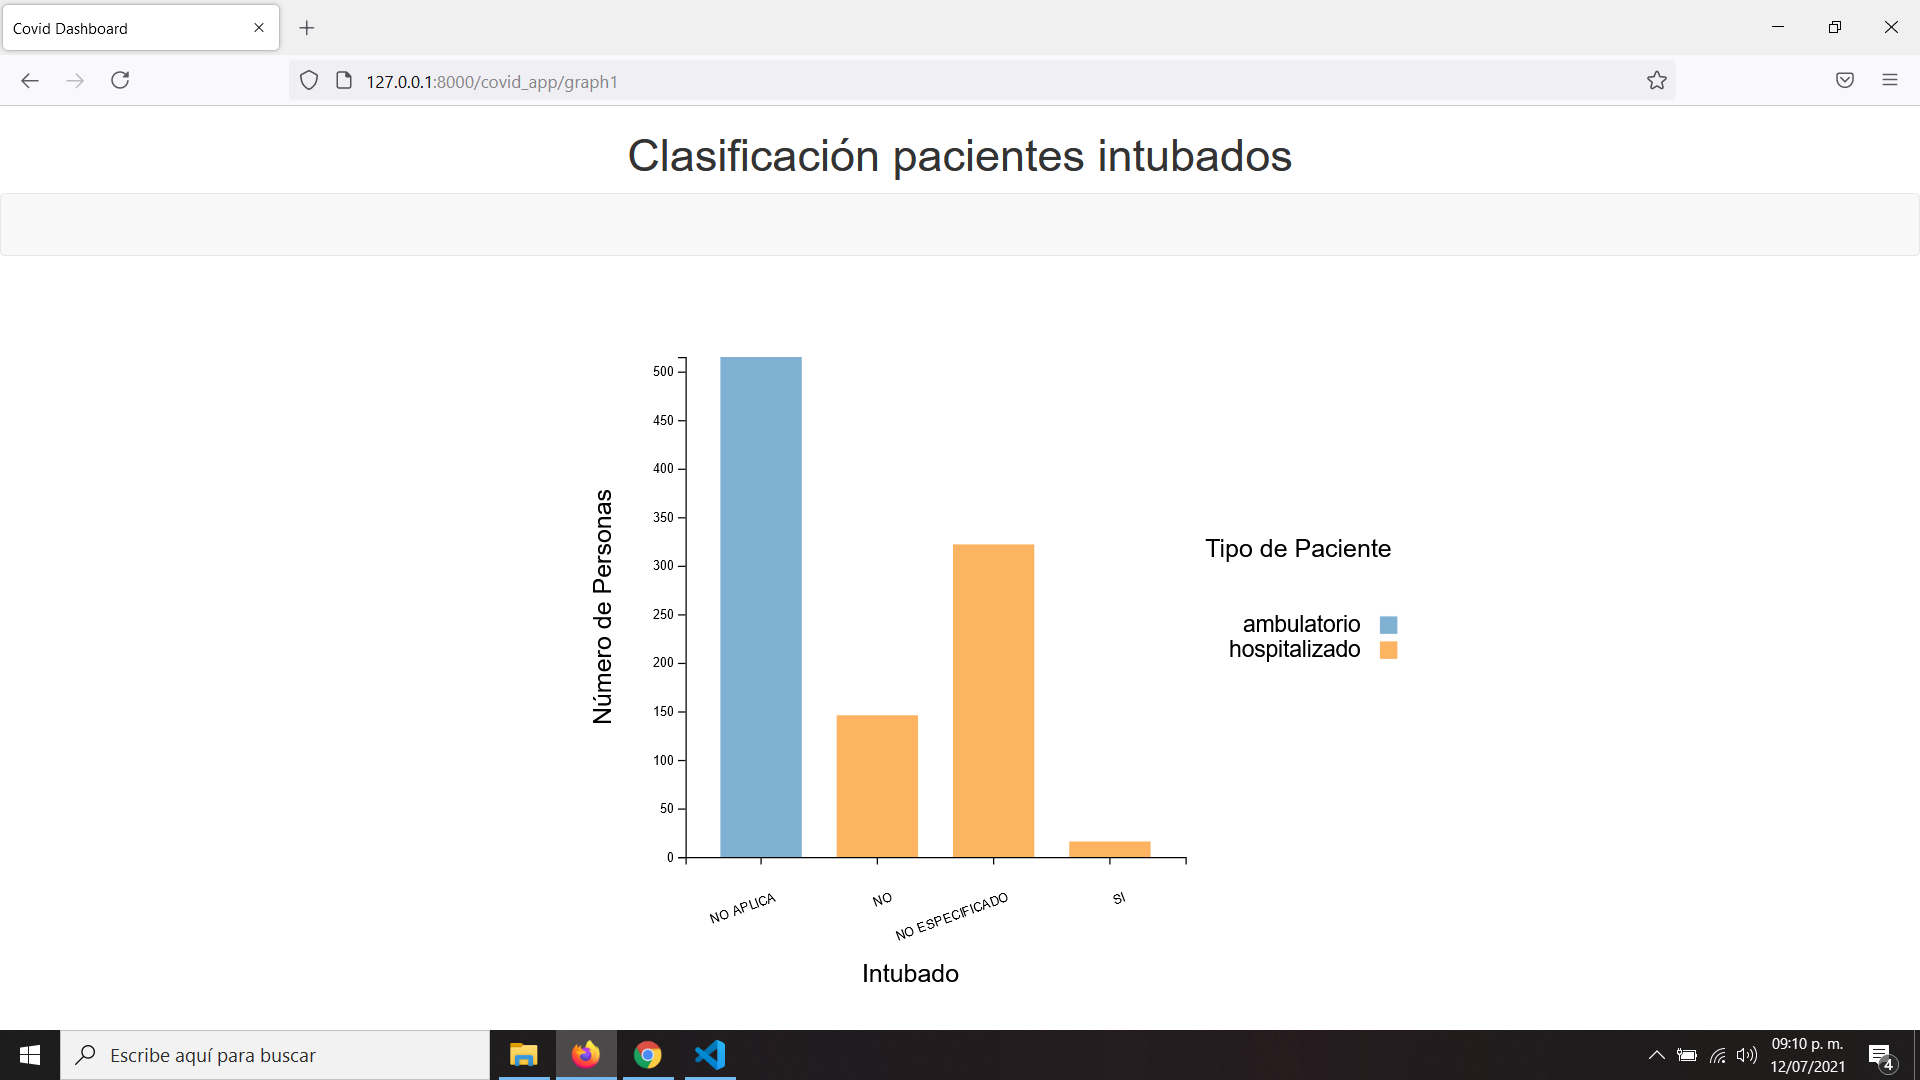 Covid Dashboard
127.0.0.1:8000/covid_app/graph1
Clasificación pacientes intubados
500
450
400
350
300
250
200
150
100
50
0
Número de Personas
NO APLICA
NO
NO ESPECIFICADO
SÍ
Intubado
Tipo de Paciente
ambulatorio
hospitalizado
Escribe aquí para buscar
09:10 p. m.
12/07/2021
4